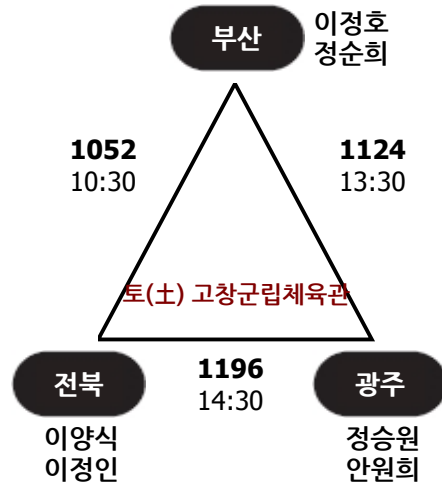 부산
이정호
정순희
1052
10:30
1124
13:30
토(土) 고창군립체육관
전북
1196
14:30
광주
이양식
이정인
정승원
안원희